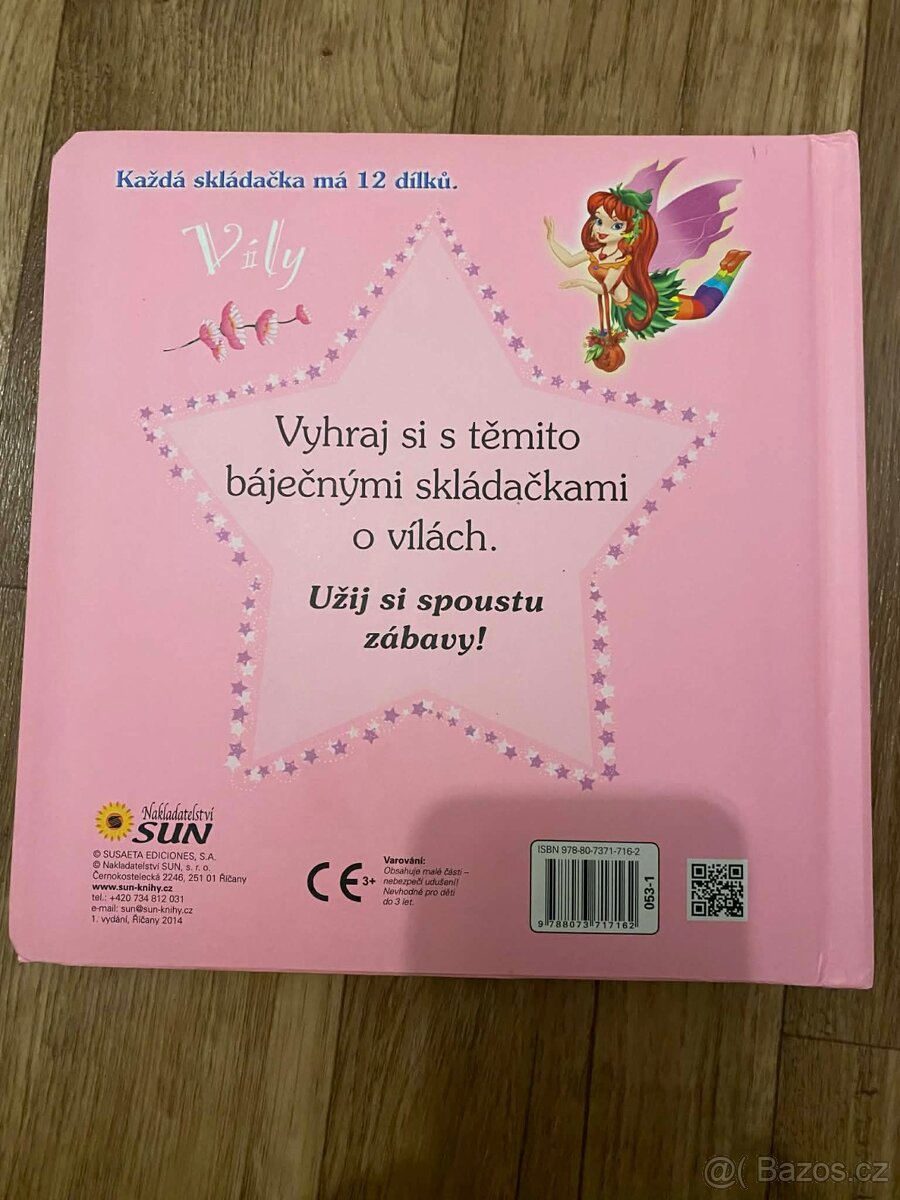 Každá skládačka má 12 dílků.
Víly
Vyhraj si s těmito
báječnými skládačkami
o vílách.
Užij si spoustu
zábavy!
Nakladatelství
SUN
© SUSAETA EDICIONES, S.A.
© Nakladatelství SUN, s. r. o.
Černokostelecká 2246, 251 01 Říčany
www.sun-knihy.cz
tel.: +420 734 812 031
e-mail: sun@sun-knihy.cz
1. vydání, Říčany 2014
CE 3+
Varování:
Obsahuje malé části –
nebezpečí udušení!
Nevhodné pro děti
do 3 let.
ISBN 978-80-7371-716-2
9 788073 717162
053-1
@( Bazos.cz